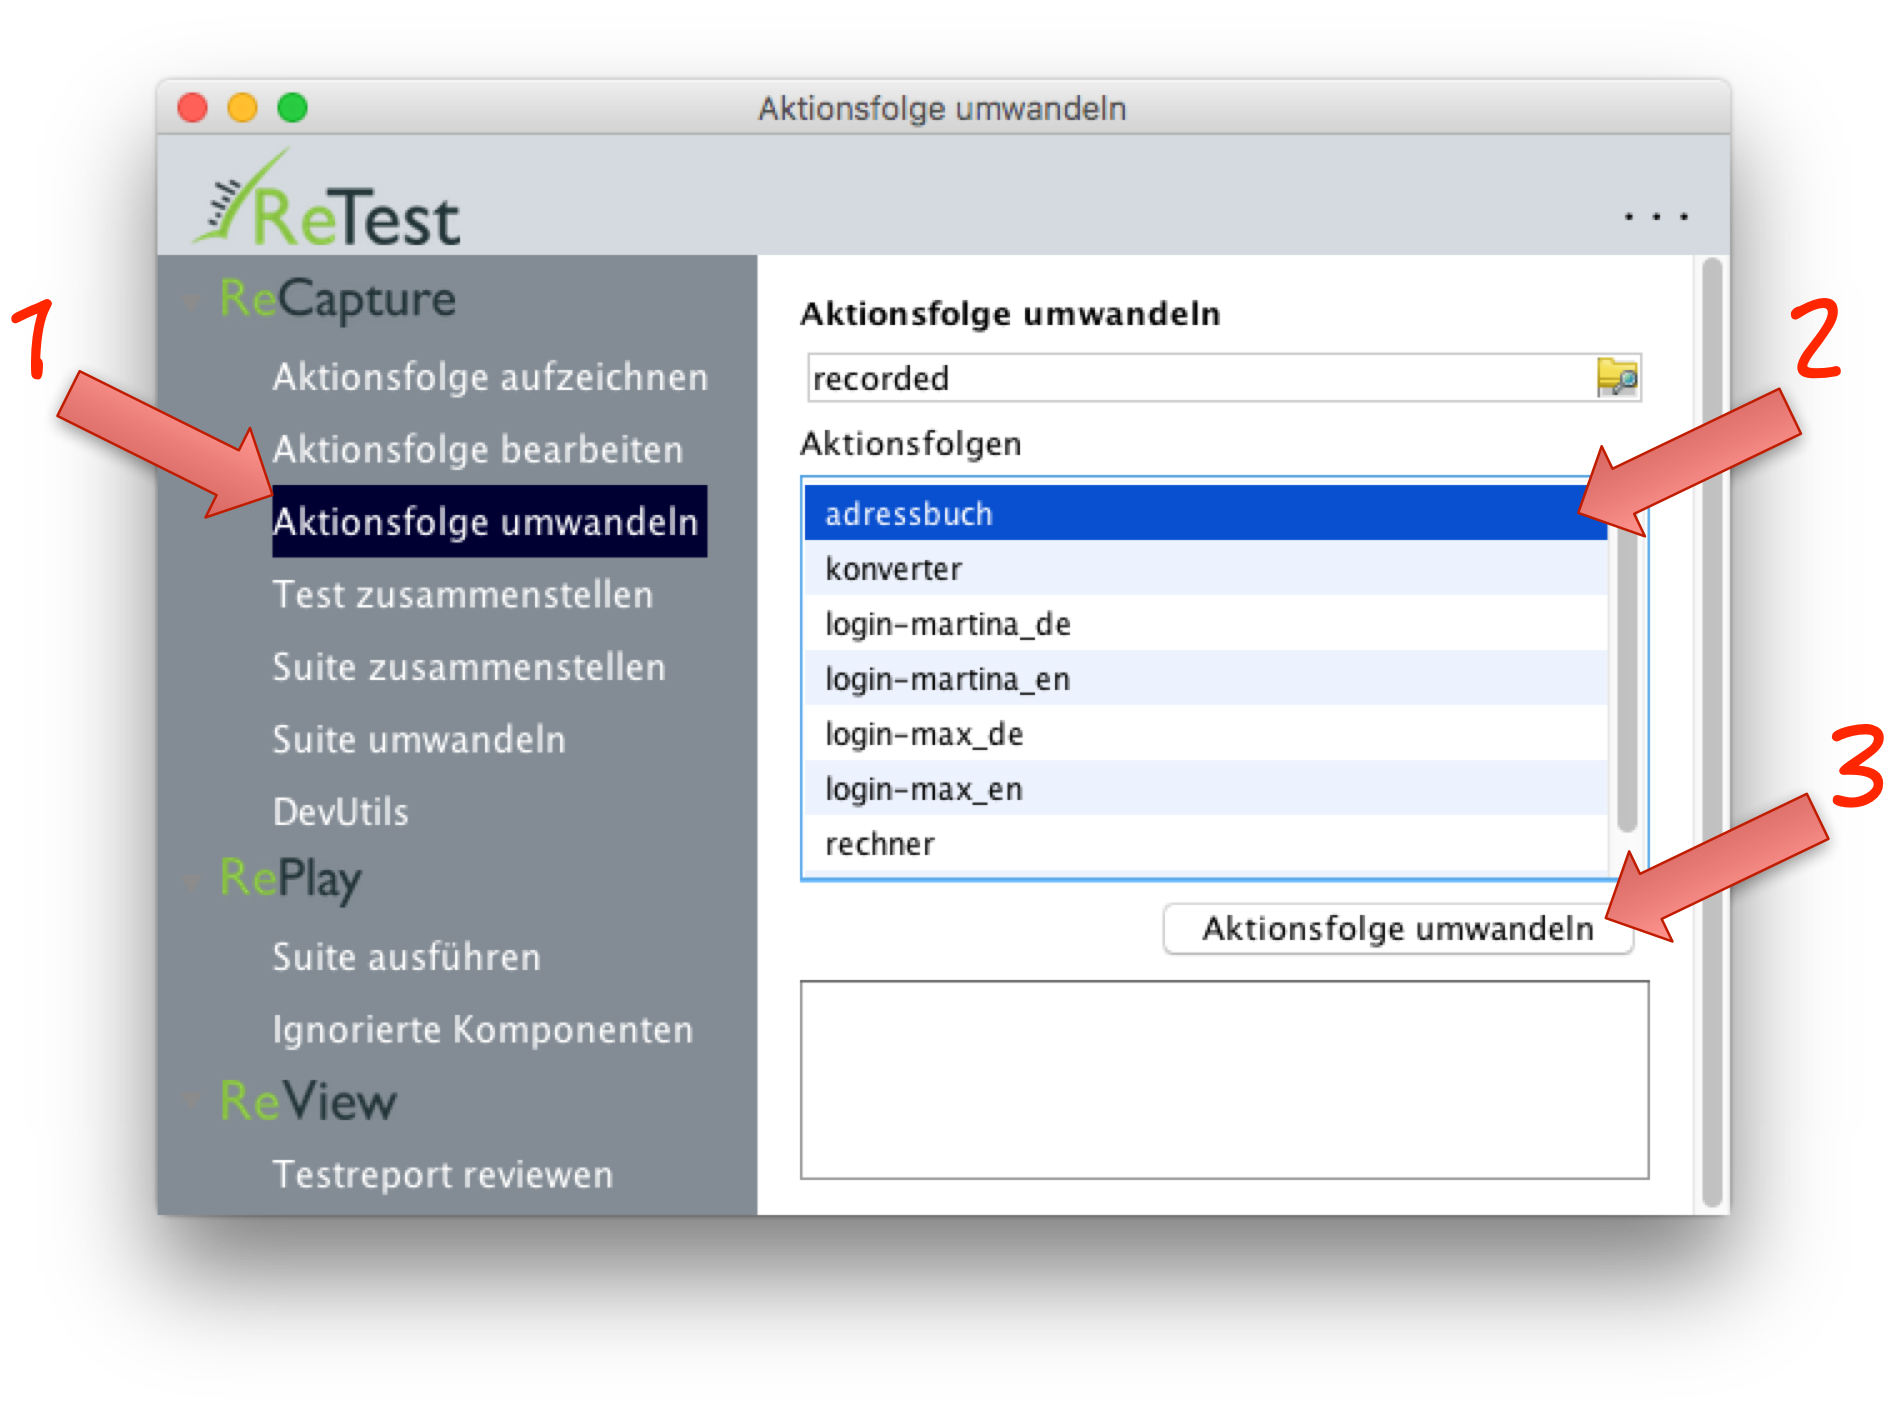 Aktionsfolge umwandeln
ReTest
...
ReCapture
Aktionsfolge aufzeichnen
Aktionsfolge bearbeiten
Aktionsfolge umwandeln
Test zusammenstellen
Suite zusammenstellen
Suite umwandeln
DevUtils
RePlay
Suite ausführen
Ignorierte Komponenten
ReView
Testreport reviewen
1
Aktionsfolge umwandeln
recorded
Aktionsfolgen
adressbuch
konverter
login-martina_de
login-martina_en
login-max_de
login-max_en
rechner
Aktionsfolge umwandeln
2
3